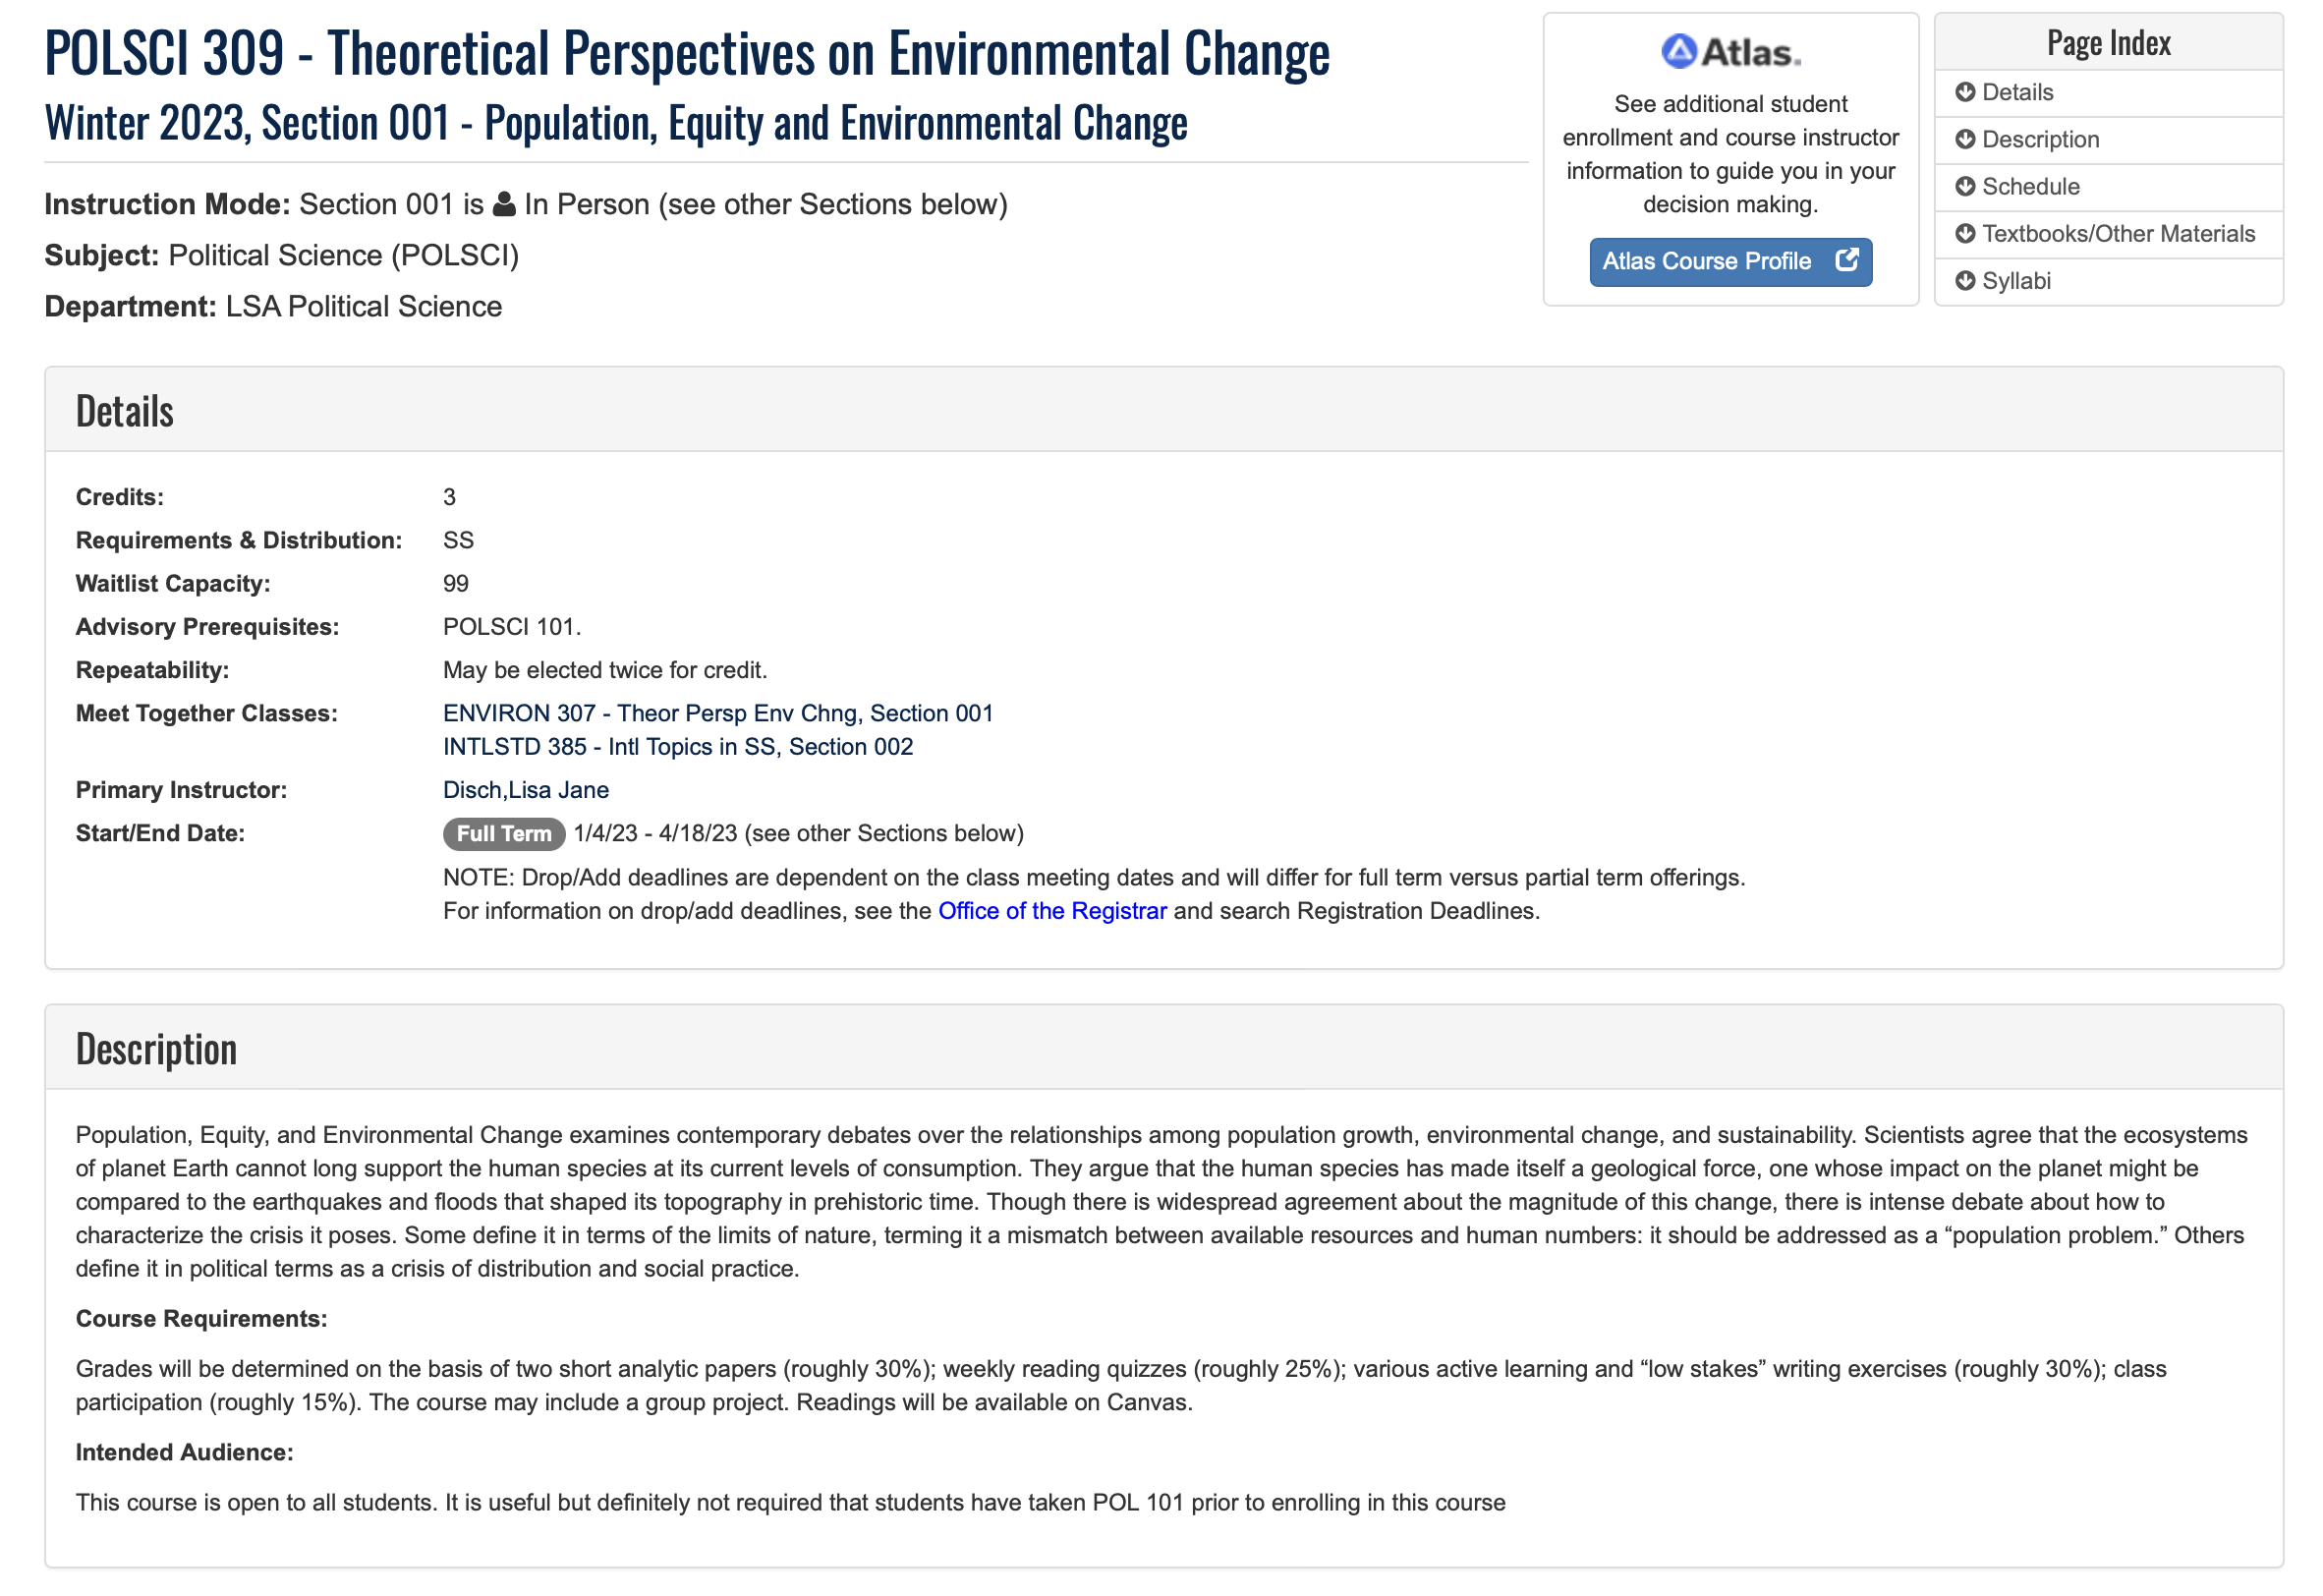 POLSCI 309 - Theoretical Perspectives on Environmental Change
Winter 2023, Section 001 - Population, Equity and Environmental Change
Instruction Mode: Section 001 is In Person (see other Sections below)
Subject: Political Science (POLSCI)
Department: LSA Political Science
Atlas.
See additional student
enrollment and course instructor
information to guide you in your
decision making.
Atlas Course Profile
Page Index
Details
Description
Schedule
Textbooks/Other Materials
Syllabi
Details
Credits: 3
Requirements & Distribution: SS
Waitlist Capacity: 99
Advisory Prerequisites: POLSCI 101.
Repeatability: May be elected twice for credit.
Meet Together Classes: ENVIRON 307 - Theor Persp Env Chng, Section 001
INTLSTD 385 - Intl Topics in SS, Section 002
Primary Instructor: Disch,Lisa Jane
Start/End Date: Full Term 1/4/23 - 4/18/23 (see other Sections below)
NOTE: Drop/Add deadlines are dependent on the class meeting dates and will differ for full term versus partial term offerings.
For information on drop/add deadlines, see the Office of the Registrar and search Registration Deadlines.
Description
Population, Equity, and Environmental Change examines contemporary debates over the relationships among population growth, environmental change, and sustainability. Scientists agree that the ecosystems
of planet Earth cannot long support the human species at its current levels of consumption. They argue that the human species has made itself a geological force, one whose impact on the planet might be
compared to the earthquakes and floods that shaped its topography in prehistoric time. Though there is widespread agreement about the magnitude of this change, there is intense debate about how to
characterize the crisis it poses. Some define it in terms of the limits of nature, terming it a mismatch between available resources and human numbers: it should be addressed as a “population problem.” Others
define it in political terms as a crisis of distribution and social practice.
Course Requirements:
Grades will be determined on the basis of two short analytic papers (roughly 30%); weekly reading quizzes (roughly 25%); various active learning and “low stakes” writing exercises (roughly 30%); class
participation (roughly 15%). The course may include a group project. Readings will be available on Canvas.
Intended Audience:
This course is open to all students. It is useful but definitely not required that students have taken POL 101 prior to enrolling in this course